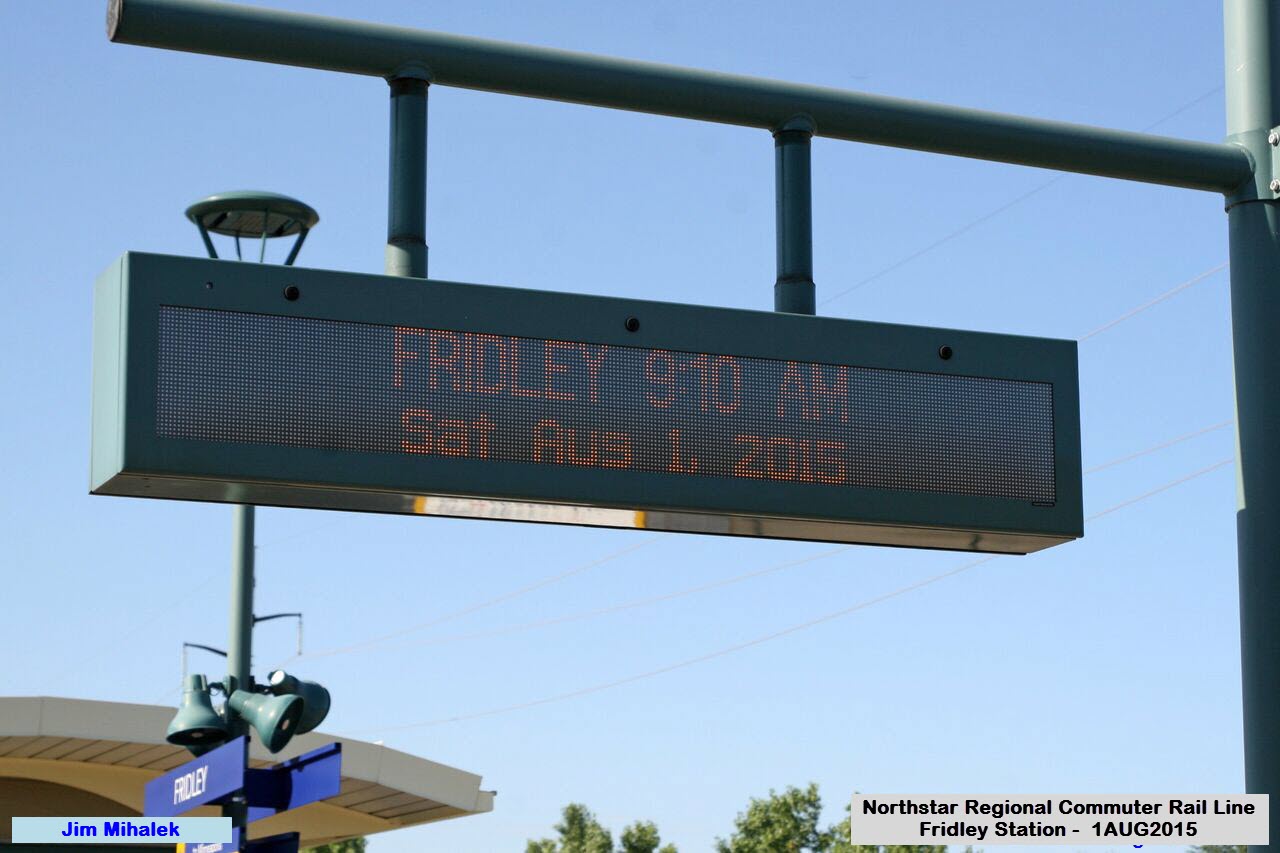 FRIDLEY 9:10 AM
Sat Aug 1, 2015
FRIDLEY
Jim Mihalek
Northstar Regional Commuter Rail Line
Fridley Station - 1AUG2015